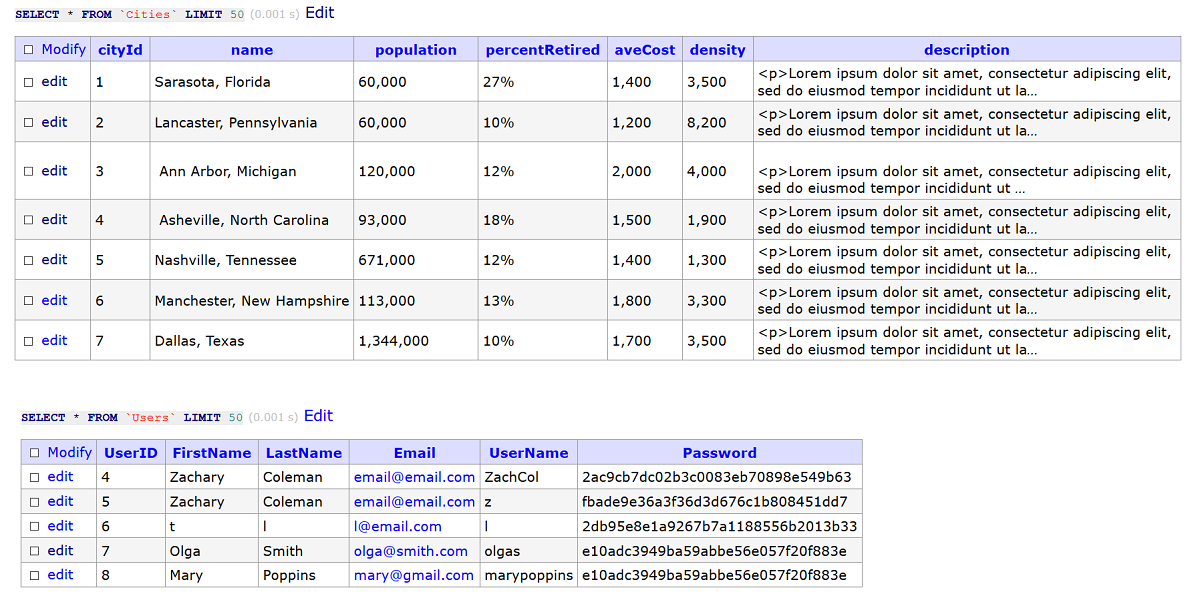 SELECT * FROM `Cities` LIMIT 50 (0.001 s) Edit
Modify cityId name population percentRetired aveCost density description
edit 1 Sarasota, Florida 60,000 27% 1,400 3,500 <p>Lorem ipsum dolor sit amet, consectetur adipiscing elit,
sed do eiusmod tempor incididunt ut la...
edit 2 Lancaster, Pennsylvania 60,000 10% 1,200 8,200 <p>Lorem ipsum dolor sit amet, consectetur adipiscing elit,
sed do eiusmod tempor incididunt ut la...
edit 3 Ann Arbor, Michigan 120,000 12% 2,000 4,000 <p>Lorem ipsum dolor sit amet, consectetur adipiscing elit,
sed do eiusmod tempor incididunt ut ...
edit 4 Asheville, North Carolina 93,000 18% 1,500 1,900 <p>Lorem ipsum dolor sit amet, consectetur adipiscing elit,
sed do eiusmod tempor incididunt ut la...
edit 5 Nashville, Tennessee 671,000 12% 1,400 1,300 <p>Lorem ipsum dolor sit amet, consectetur adipiscing elit,
sed do eiusmod tempor incididunt ut la...
edit 6 Manchester, New Hampshire 113,000 13% 1,800 3,300 <p>Lorem ipsum dolor sit amet, consectetur adipiscing elit,
sed do eiusmod tempor incididunt ut la...
edit 7 Dallas, Texas 1,344,000 10% 1,700 3,500 <p>Lorem ipsum dolor sit amet, consectetur adipiscing elit,
sed do eiusmod tempor incididunt ut la...
SELECT * FROM `Users` LIMIT 50 (0.001 s) Edit
Modify UserID FirstName LastName Email UserName Password
edit 4 Zachary Coleman email@email.com ZachCol 2ac9cb7dc02b3c0083eb70898e549b63
edit 5 Zachary Coleman email@email.com z fbade9e36a3f36d3d676c1b808451dd7
edit 6 t l l@email.com l 2db95e8e1a9267b7a1188556b2013b33
edit 7 Olga Smith olga@smith.com olgas e10adc3949ba59abbe56e057f20f883e
edit 8 Mary Poppins mary@gmail.com marypoppins e10adc3949ba59abbe56e057f20f883e